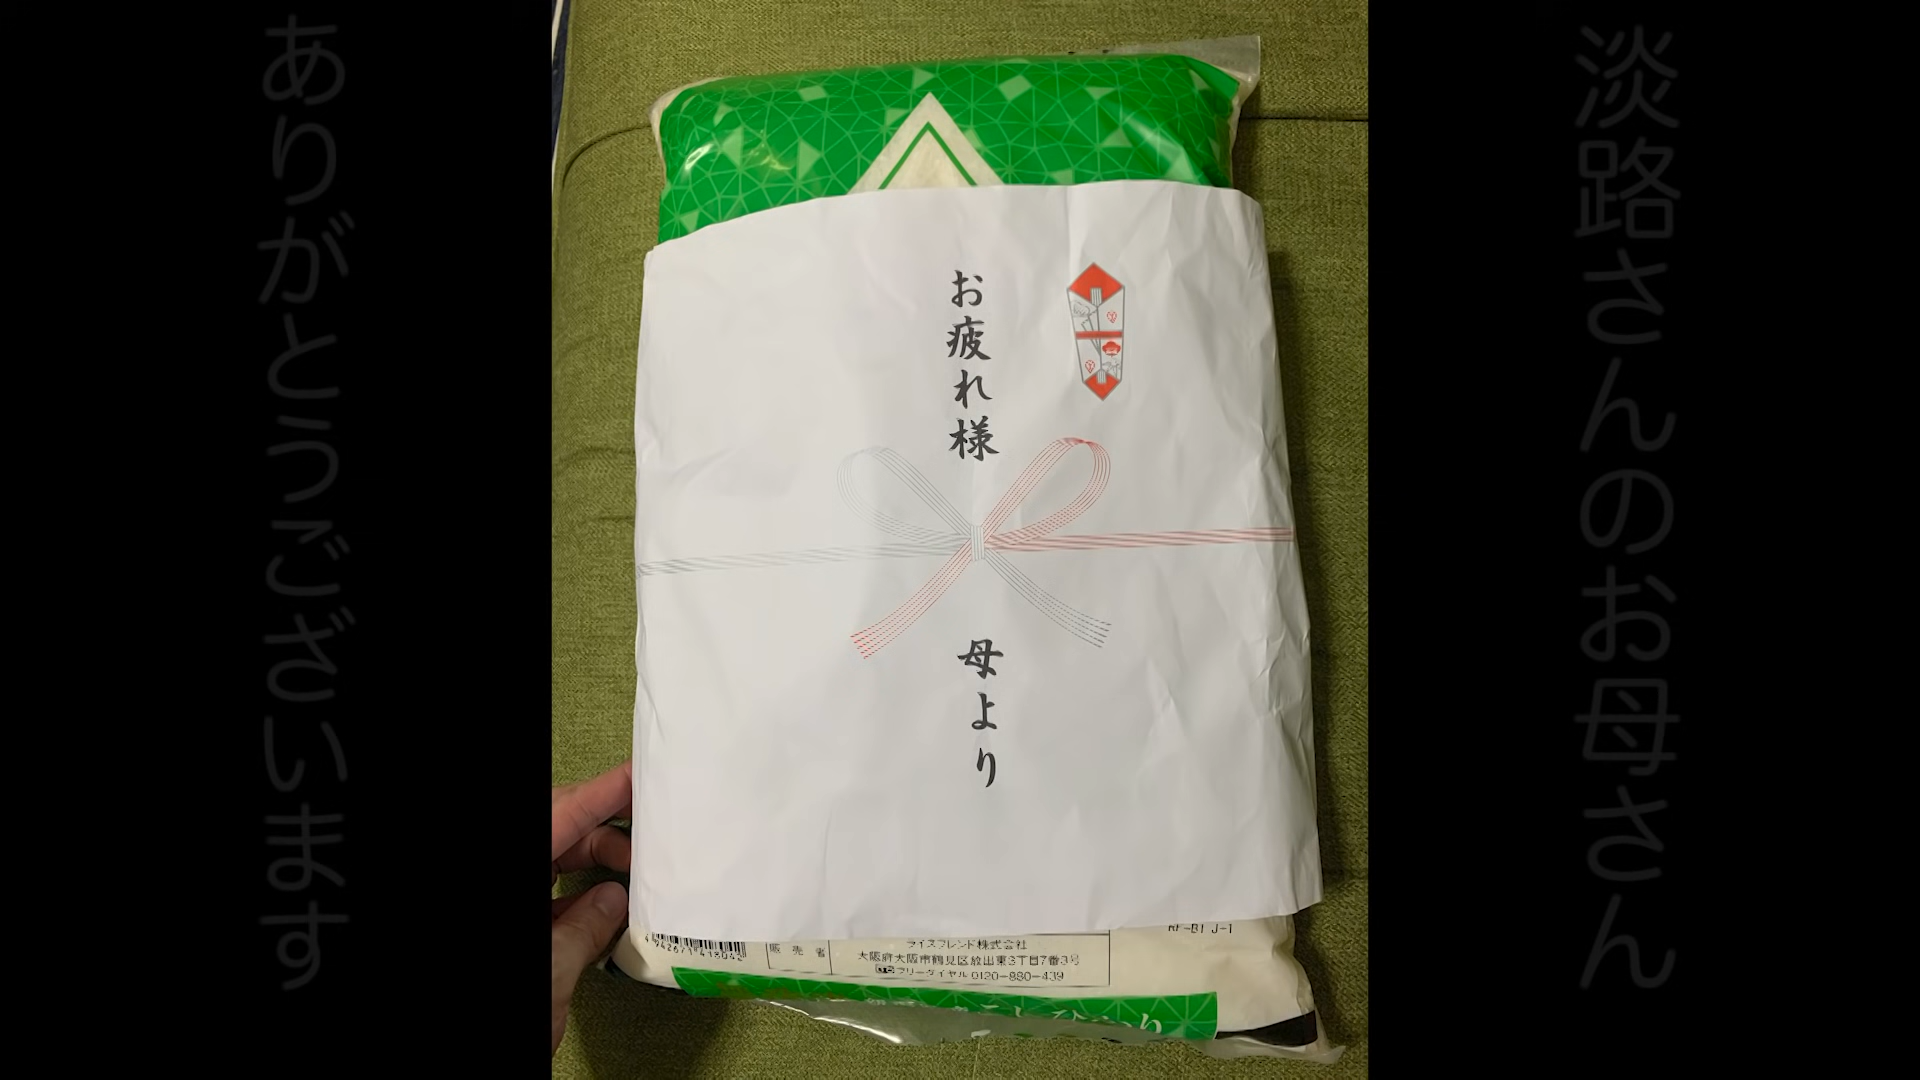 淡路さんのお母さん
ありがとうございます
お疲れ様
母より
4942671418042
販売者
ライスフレンド株式会社
大阪府大阪市鶴見区放出東3丁目7番3号
フリーダイヤル 0120-880-439